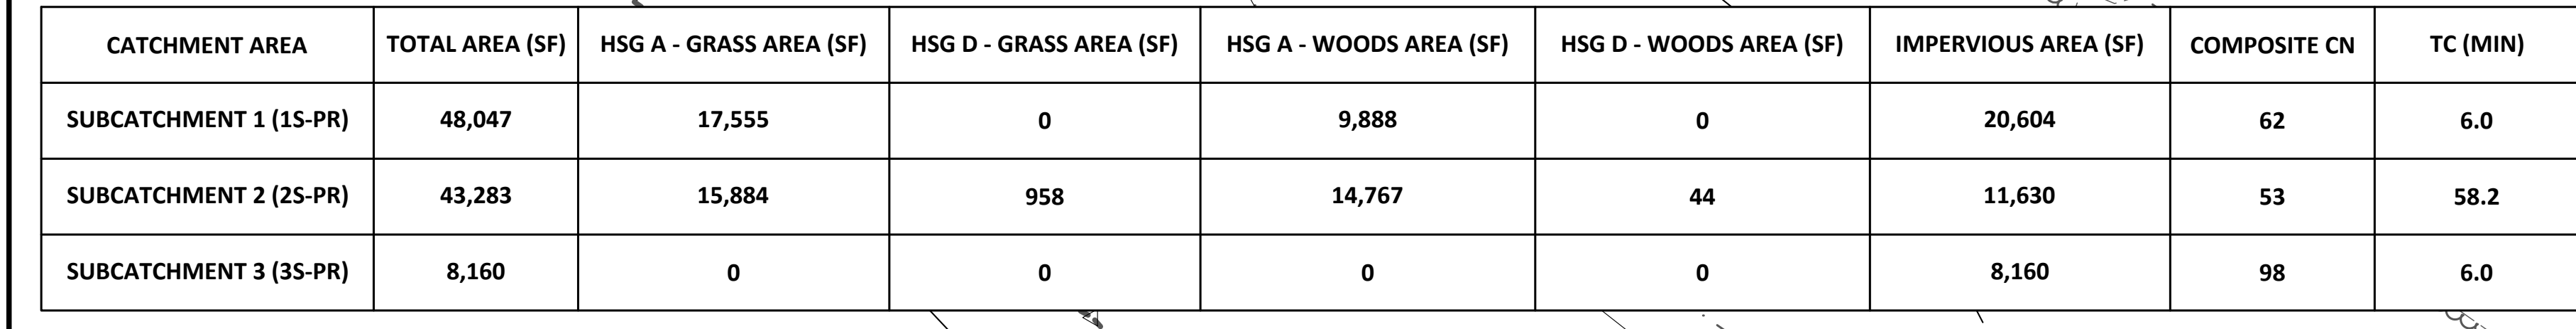 CATCHMENT AREA TOTAL AREA (SF) HSG A - GRASS AREA (SF) HSG D - GRASS AREA (SF) HSG A - WOODS AREA (SF) HSG D - WOODS AREA (SF) IMPERVIOUS AREA (SF) COMPOSITE CN TC (MIN)
SUBCATCHMENT 1 (1S-PR) 48,047 17,555 0 9,888 0 20,604 62 6.0
SUBCATCHMENT 2 (2S-PR) 43,283 15,884 958 14,767 44 11,630 53 58.2
SUBCATCHMENT 3 (3S-PR) 8,160 0 0 0 0 8,160 98 6.0